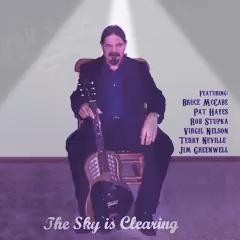 Featuring:
Bruce McCabe
Pat Hayes
Rob Stupka
Virgil Nelson
Terry Neville
Jim Greenwell
The Sky is Clearing